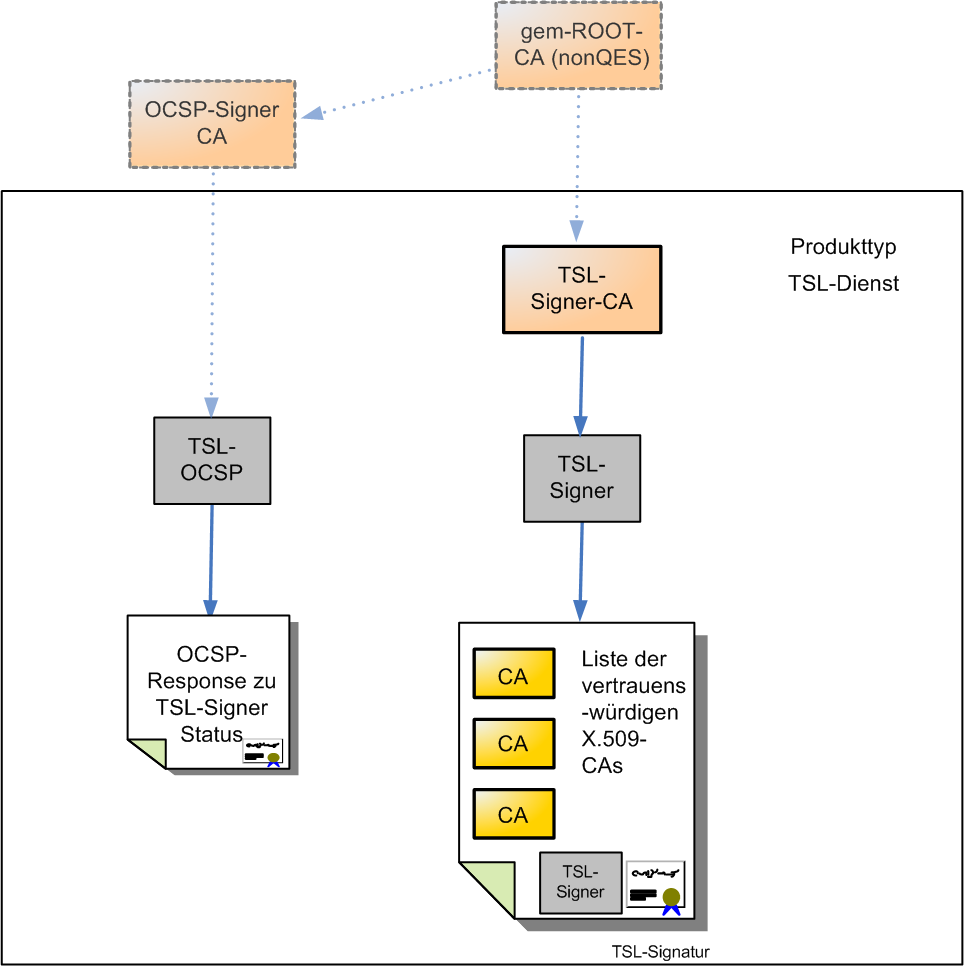 gem-ROOT-
CA (nonQES)
OCSP-Signer
CA
Produkttyp
TSL-Dienst
TSL-
Signer-CA
TSL-
OCSP
TSL-
Signer
OCSP-
Response zu
TSL-Signer
Status
CA
CA
CA
Liste der
vertrauens
-würdigen
X.509-
CAs
TSL-
Signer
TSL-Signatur